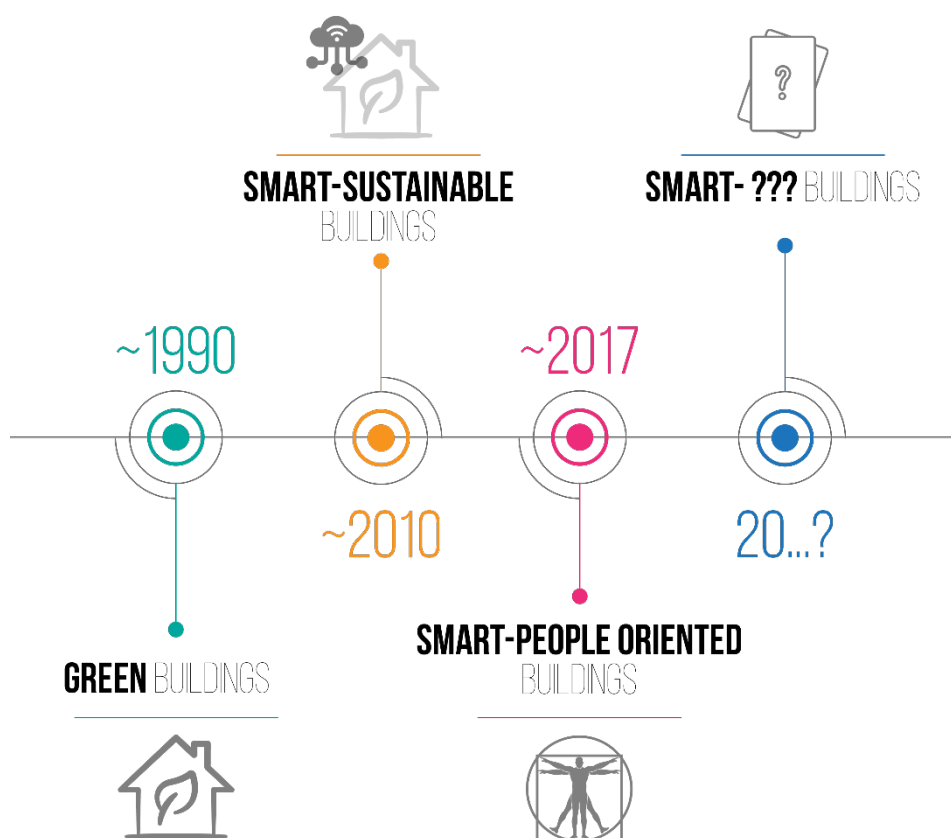 ?
SMART-SUSTAINABLE
BUILDINGS
SMART- ??? BUILDINGS
~1990
~2017
~2010
20...?
SMART-PEOPLE ORIENTED
BUILDINGS
GREEN BUILDINGS